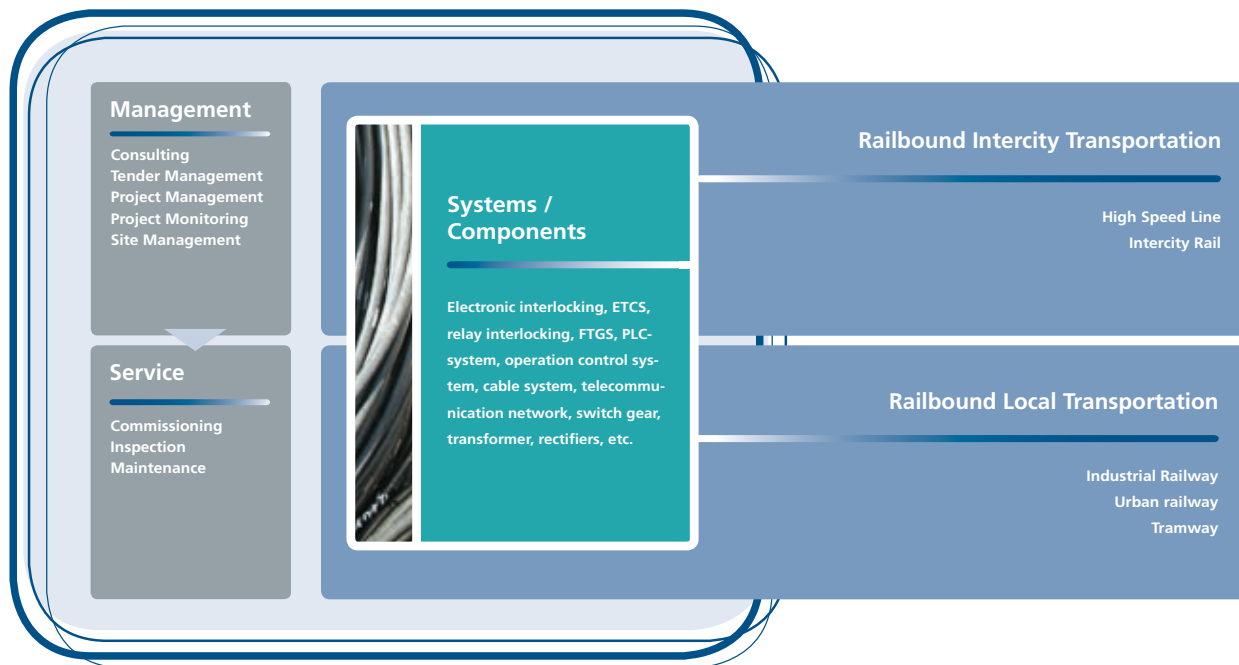 Management
Consulting
Tender Management
Project Management
Project Monitoring
Site Management
Service
Commissioning
Inspection
Maintenance
Systems /
Components
Electronic interlocking, ETCS,
relay interlocking, FTGS, PLC-
system, operation control sys-
tem, cable system, telecommu-
nication network, switch gear,
transformer, rectifiers, etc.
Railbound Intercity Transportation
High Speed Line
Intercity Rail
Railbound Local Transportation
Industrial Railway
Urban railway
Tramway